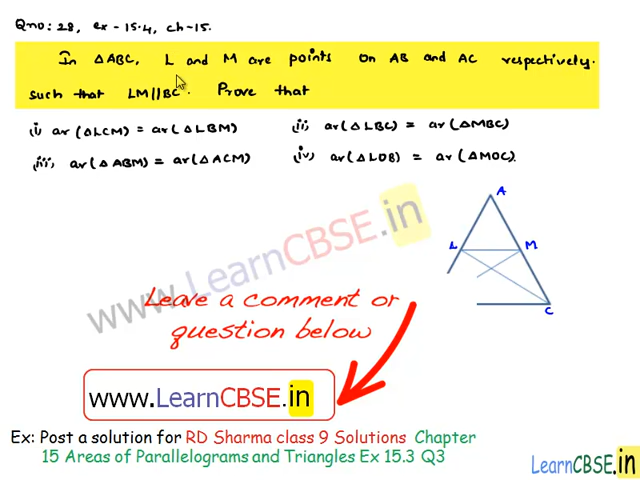 Qno: 28, ex-15.4, ch-15.
In △ABC, L and M are points on AB and AC respectively.
such that LM||BC. Prove that
(i) ar(△LCM) = ar(△LBM) (ii) ar(△LBC) = ar(△MBC)
(iii) ar(△ABM) = ar(△ACM) (iv) ar(△LOB) = ar(△MOC).
A
L M
C
www.LearnCBSE.in
Leave a comment or
question below
www.LearnCBSE.in
Ex: Post a solution for RD Sharma class 9 Solutions Chapter
15 Areas of Parallelograms and Triangles Ex 15.3 Q3
LearnCBSE.in